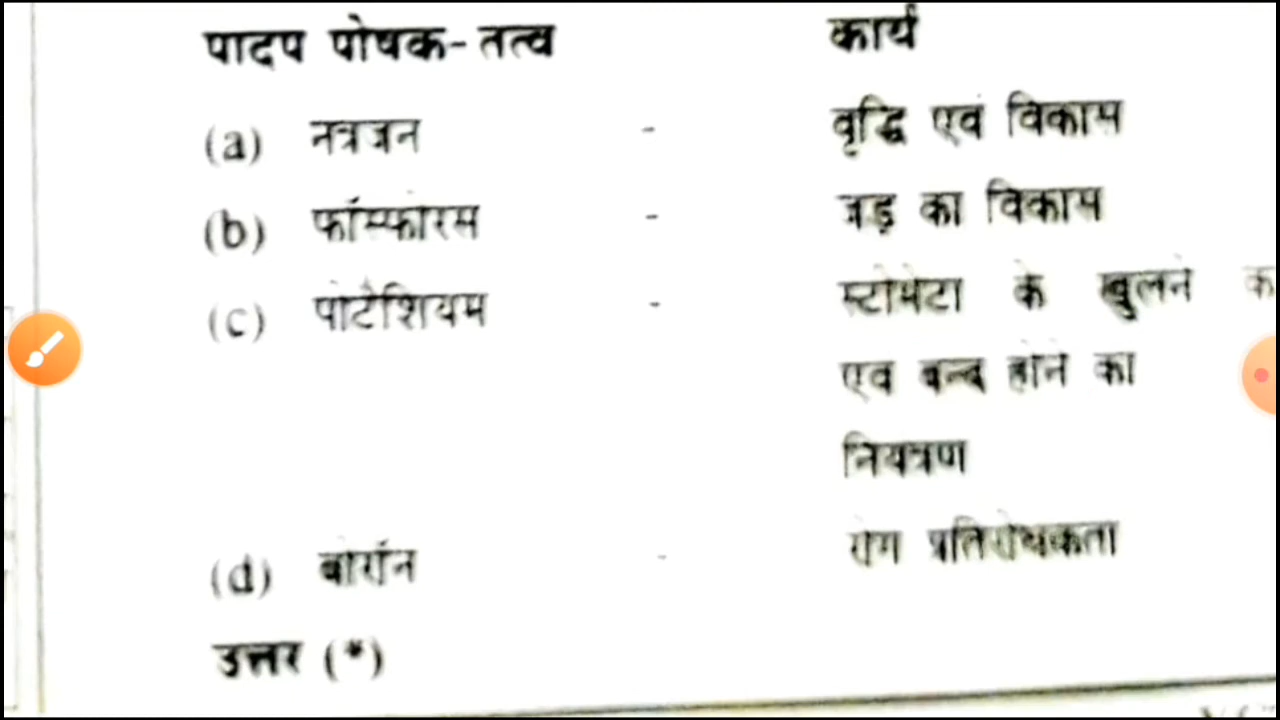 पादप पोषक-तत्व कार्य
(a) नत्रजन - वृद्धि एवं विकास
(b) फॉस्फोरस - जड़ का विकास
(c) पोटैशियम - स्टोमेटा के खुलने
एवं बन्द होने का
नियंत्रण
(d) बोरॉन - रोग प्रतिरोधकता
उत्तर (*)